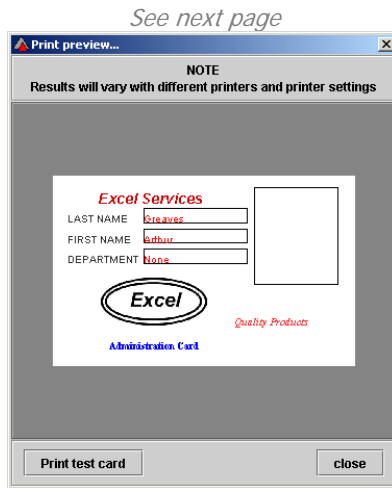 See next page
Print preview...
NOTE
Results will vary with different printers and printer settings
Excel Services
LAST NAME Greaves
FIRST NAME Arthur
DEPARTMENT None
Excel
Quality Products
Administration Card
Print test card close